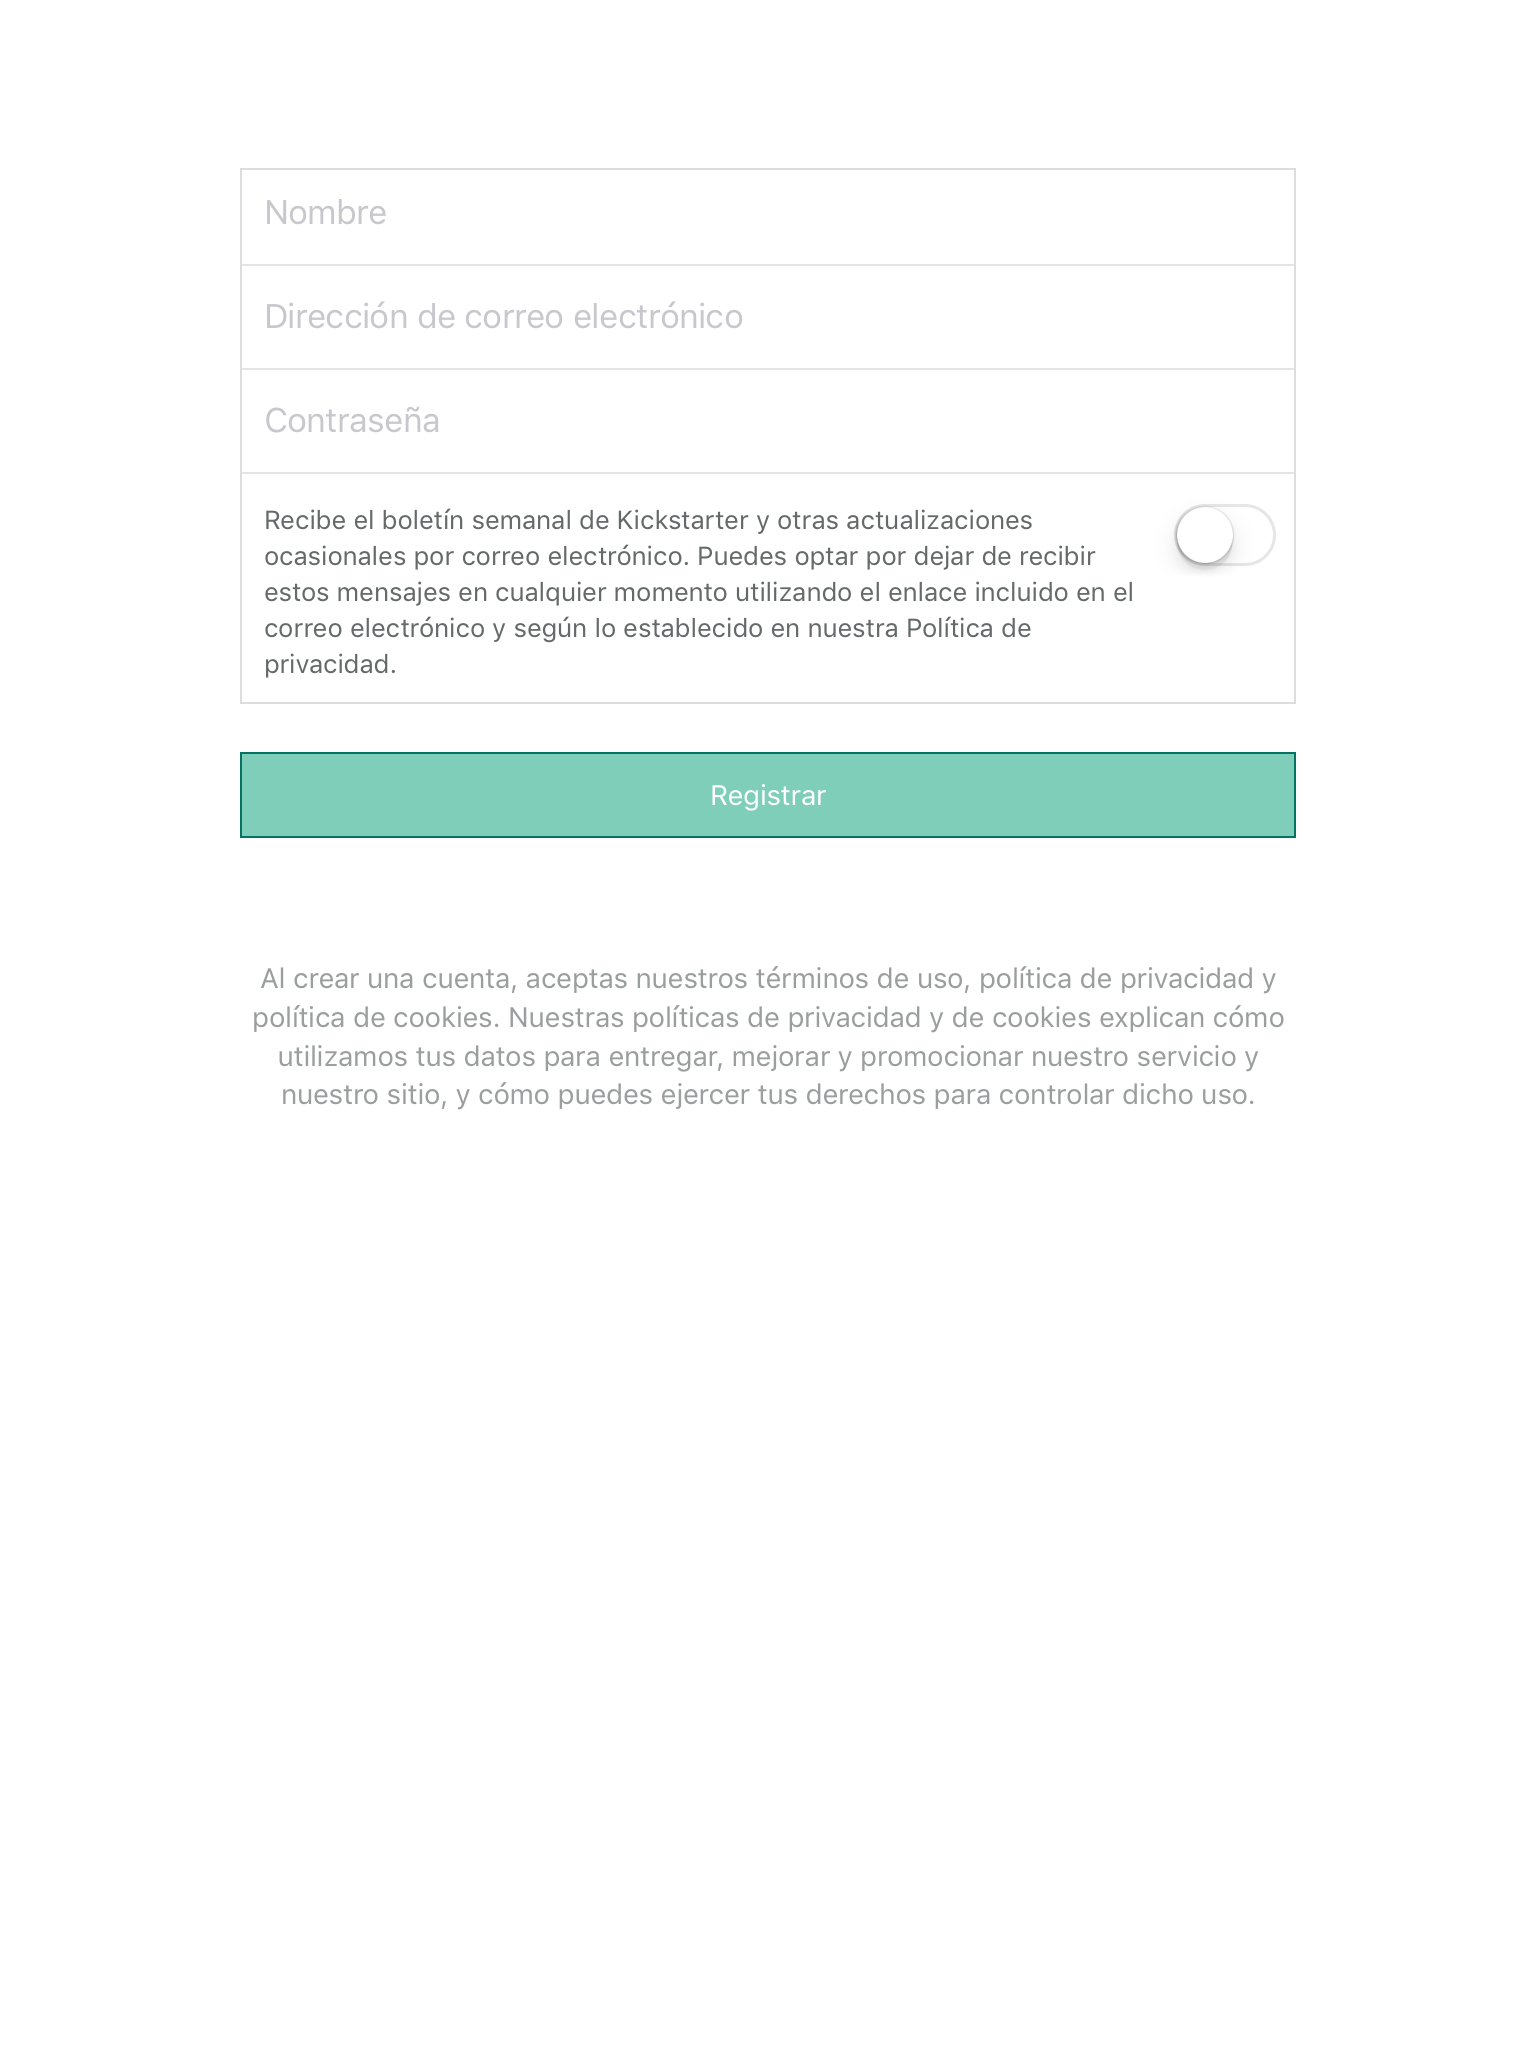 Nombre
Dirección de correo electrónico
Contraseña
Recibe el boletín semanal de Kickstarter y otras actualizaciones
ocasionales por correo electrónico. Puedes optar por dejar de recibir
estos mensajes en cualquier momento utilizando el enlace incluido en el
correo electrónico y según lo establecido en nuestra Política de
privacidad.
Registrar
Al crear una cuenta, aceptas nuestros términos de uso, política de privacidad y
política de cookies. Nuestras políticas de privacidad y de cookies explican cómo
utilizamos tus datos para entregar, mejorar y promocionar nuestro servicio y
nuestro sitio, y cómo puedes ejercer tus derechos para controlar dicho uso.